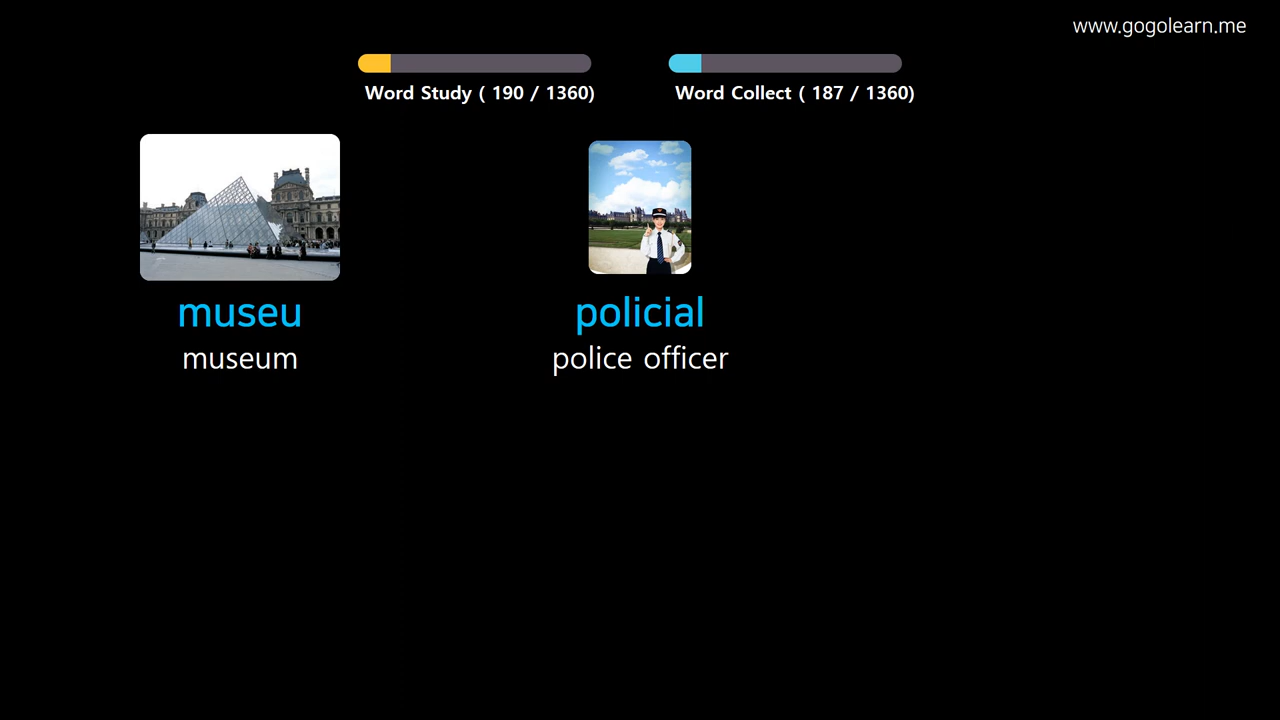 www.gogolearn.me
Word Study ( 190 / 1360)
Word Collect ( 187 / 1360)
museu
museum
policial
police officer